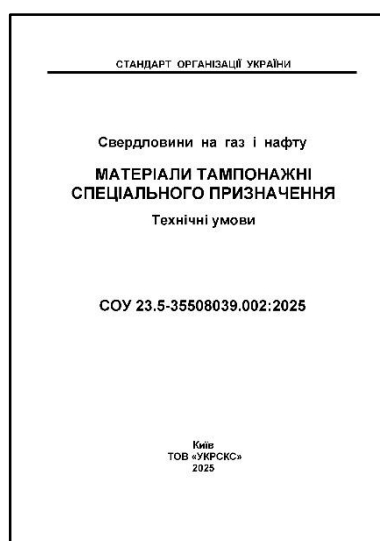 СТАНДАРТ ОРГАНІЗАЦІЇ УКРАЇНИ
Свердловини на газ і нафту
МАТЕРІАЛИ ТАМПОНАЖНІ
СПЕЦІАЛЬНОГО ПРИЗНАЧЕННЯ
Технічні умови
СОУ 23.5-35508039.002:2025
Київ
ТОВ «УКРСКС»
2025